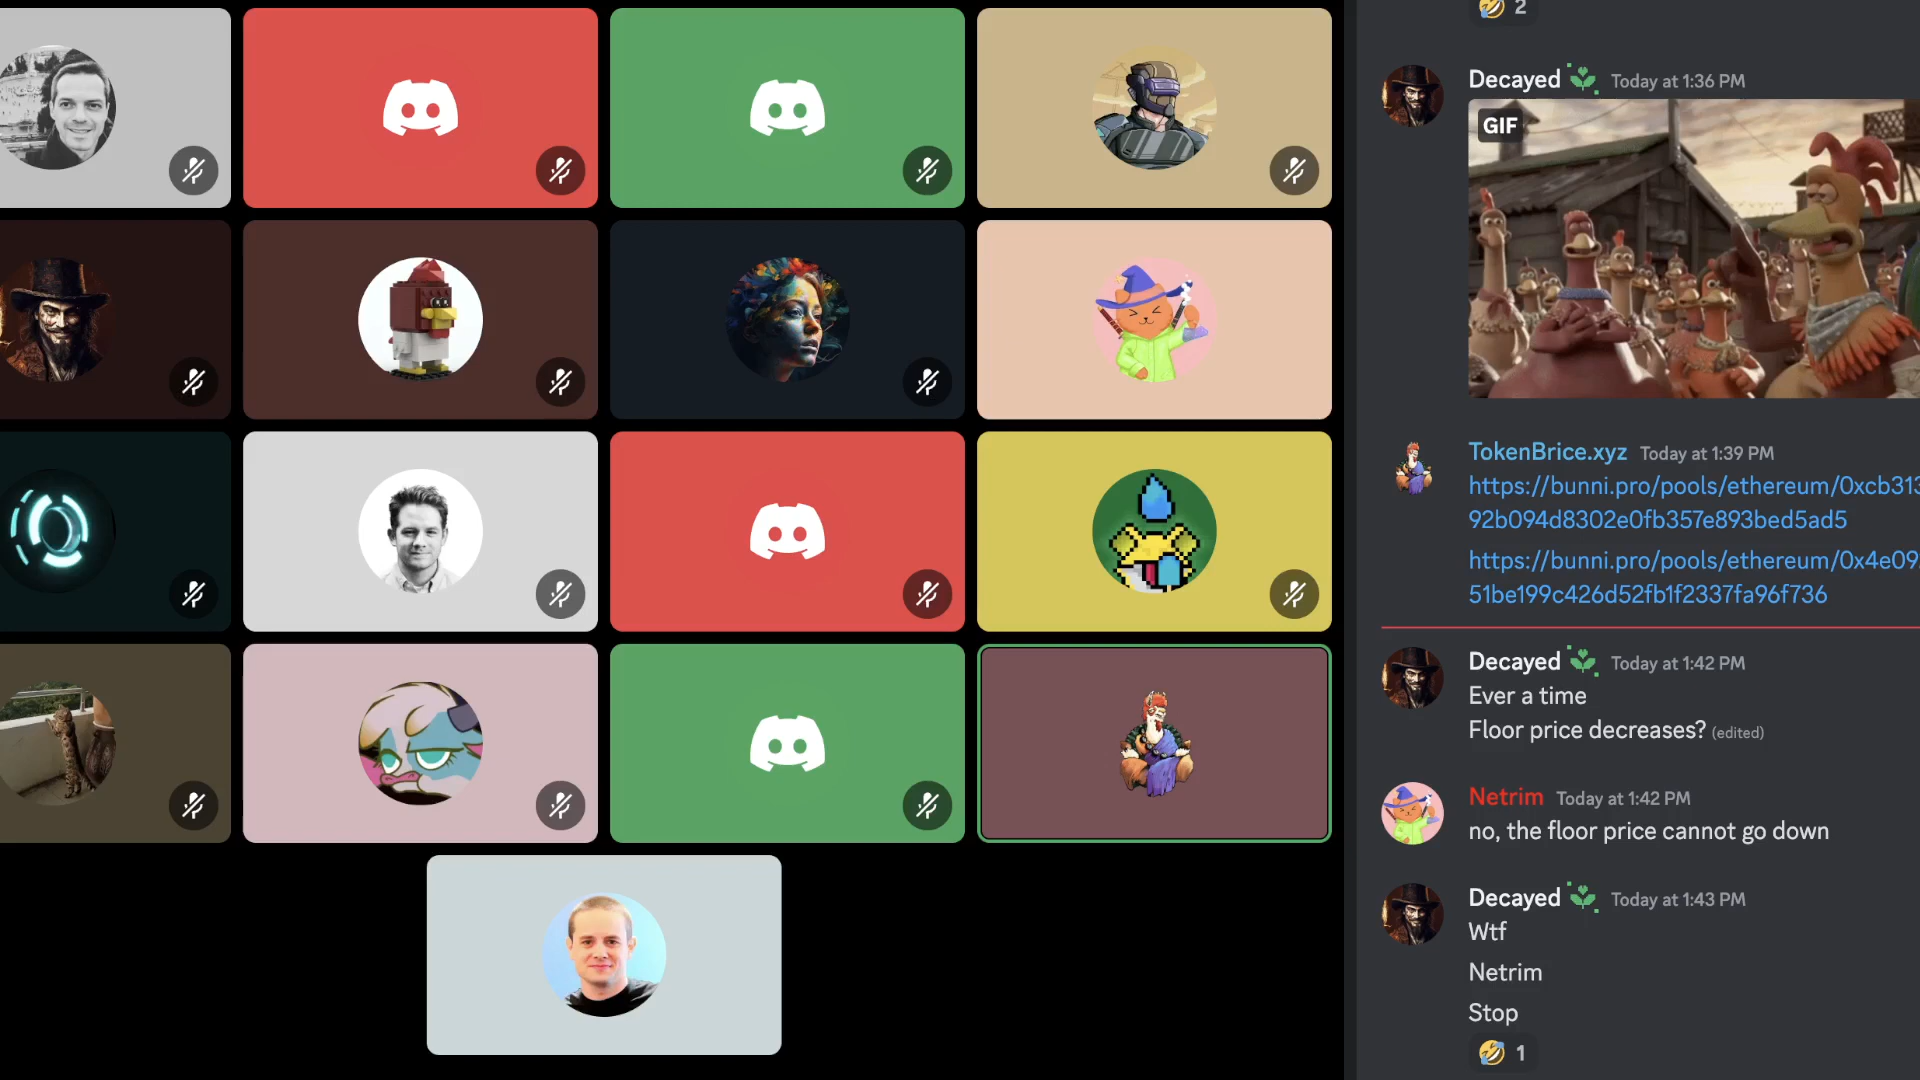 2
Decayed Today at 1:36 PM
GIF
TokenBrice.xyz Today at 1:39 PM
https://bunni.pro/pools/ethereum/0xcb313
92b094d8302e0fb357e893bed5ad5
https://bunni.pro/pools/ethereum/0x4e09
51be199c426d52fb1f2337fa96f736
Decayed Today at 1:42 PM
Ever a time
Floor price decreases? (edited)
Netrim Today at 1:42 PM
no, the floor price cannot go down
Decayed Today at 1:43 PM
Wtf
Netrim
Stop
1